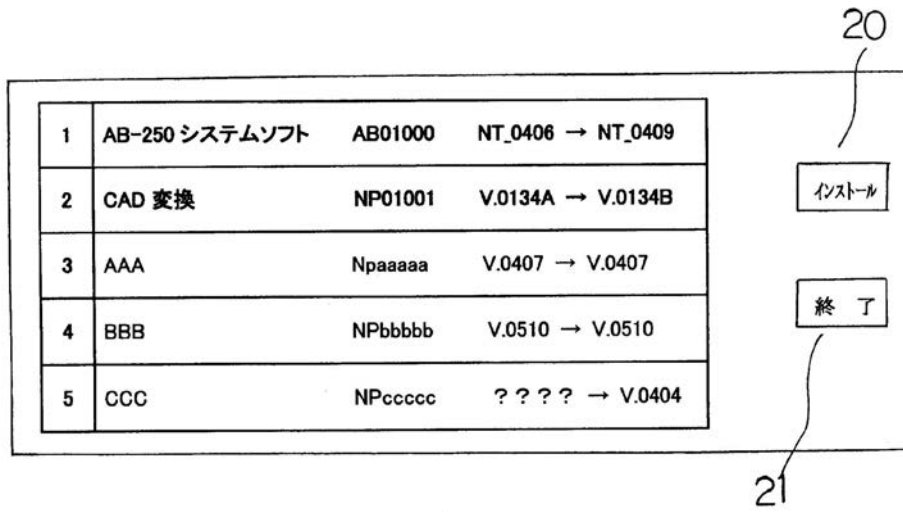 20
1 AB-250 システムソフト AB01000 NT_0406 → NT_0409
インストール
2 CAD 変換 NP01001 V.0134A → V.0134B
3 AAA Npaaaaa V.0407 → V.0407
終 了
4 BBB NPbbbbb V.0510 → V.0510
5 CCC NPccccc ???? → V.0404
21